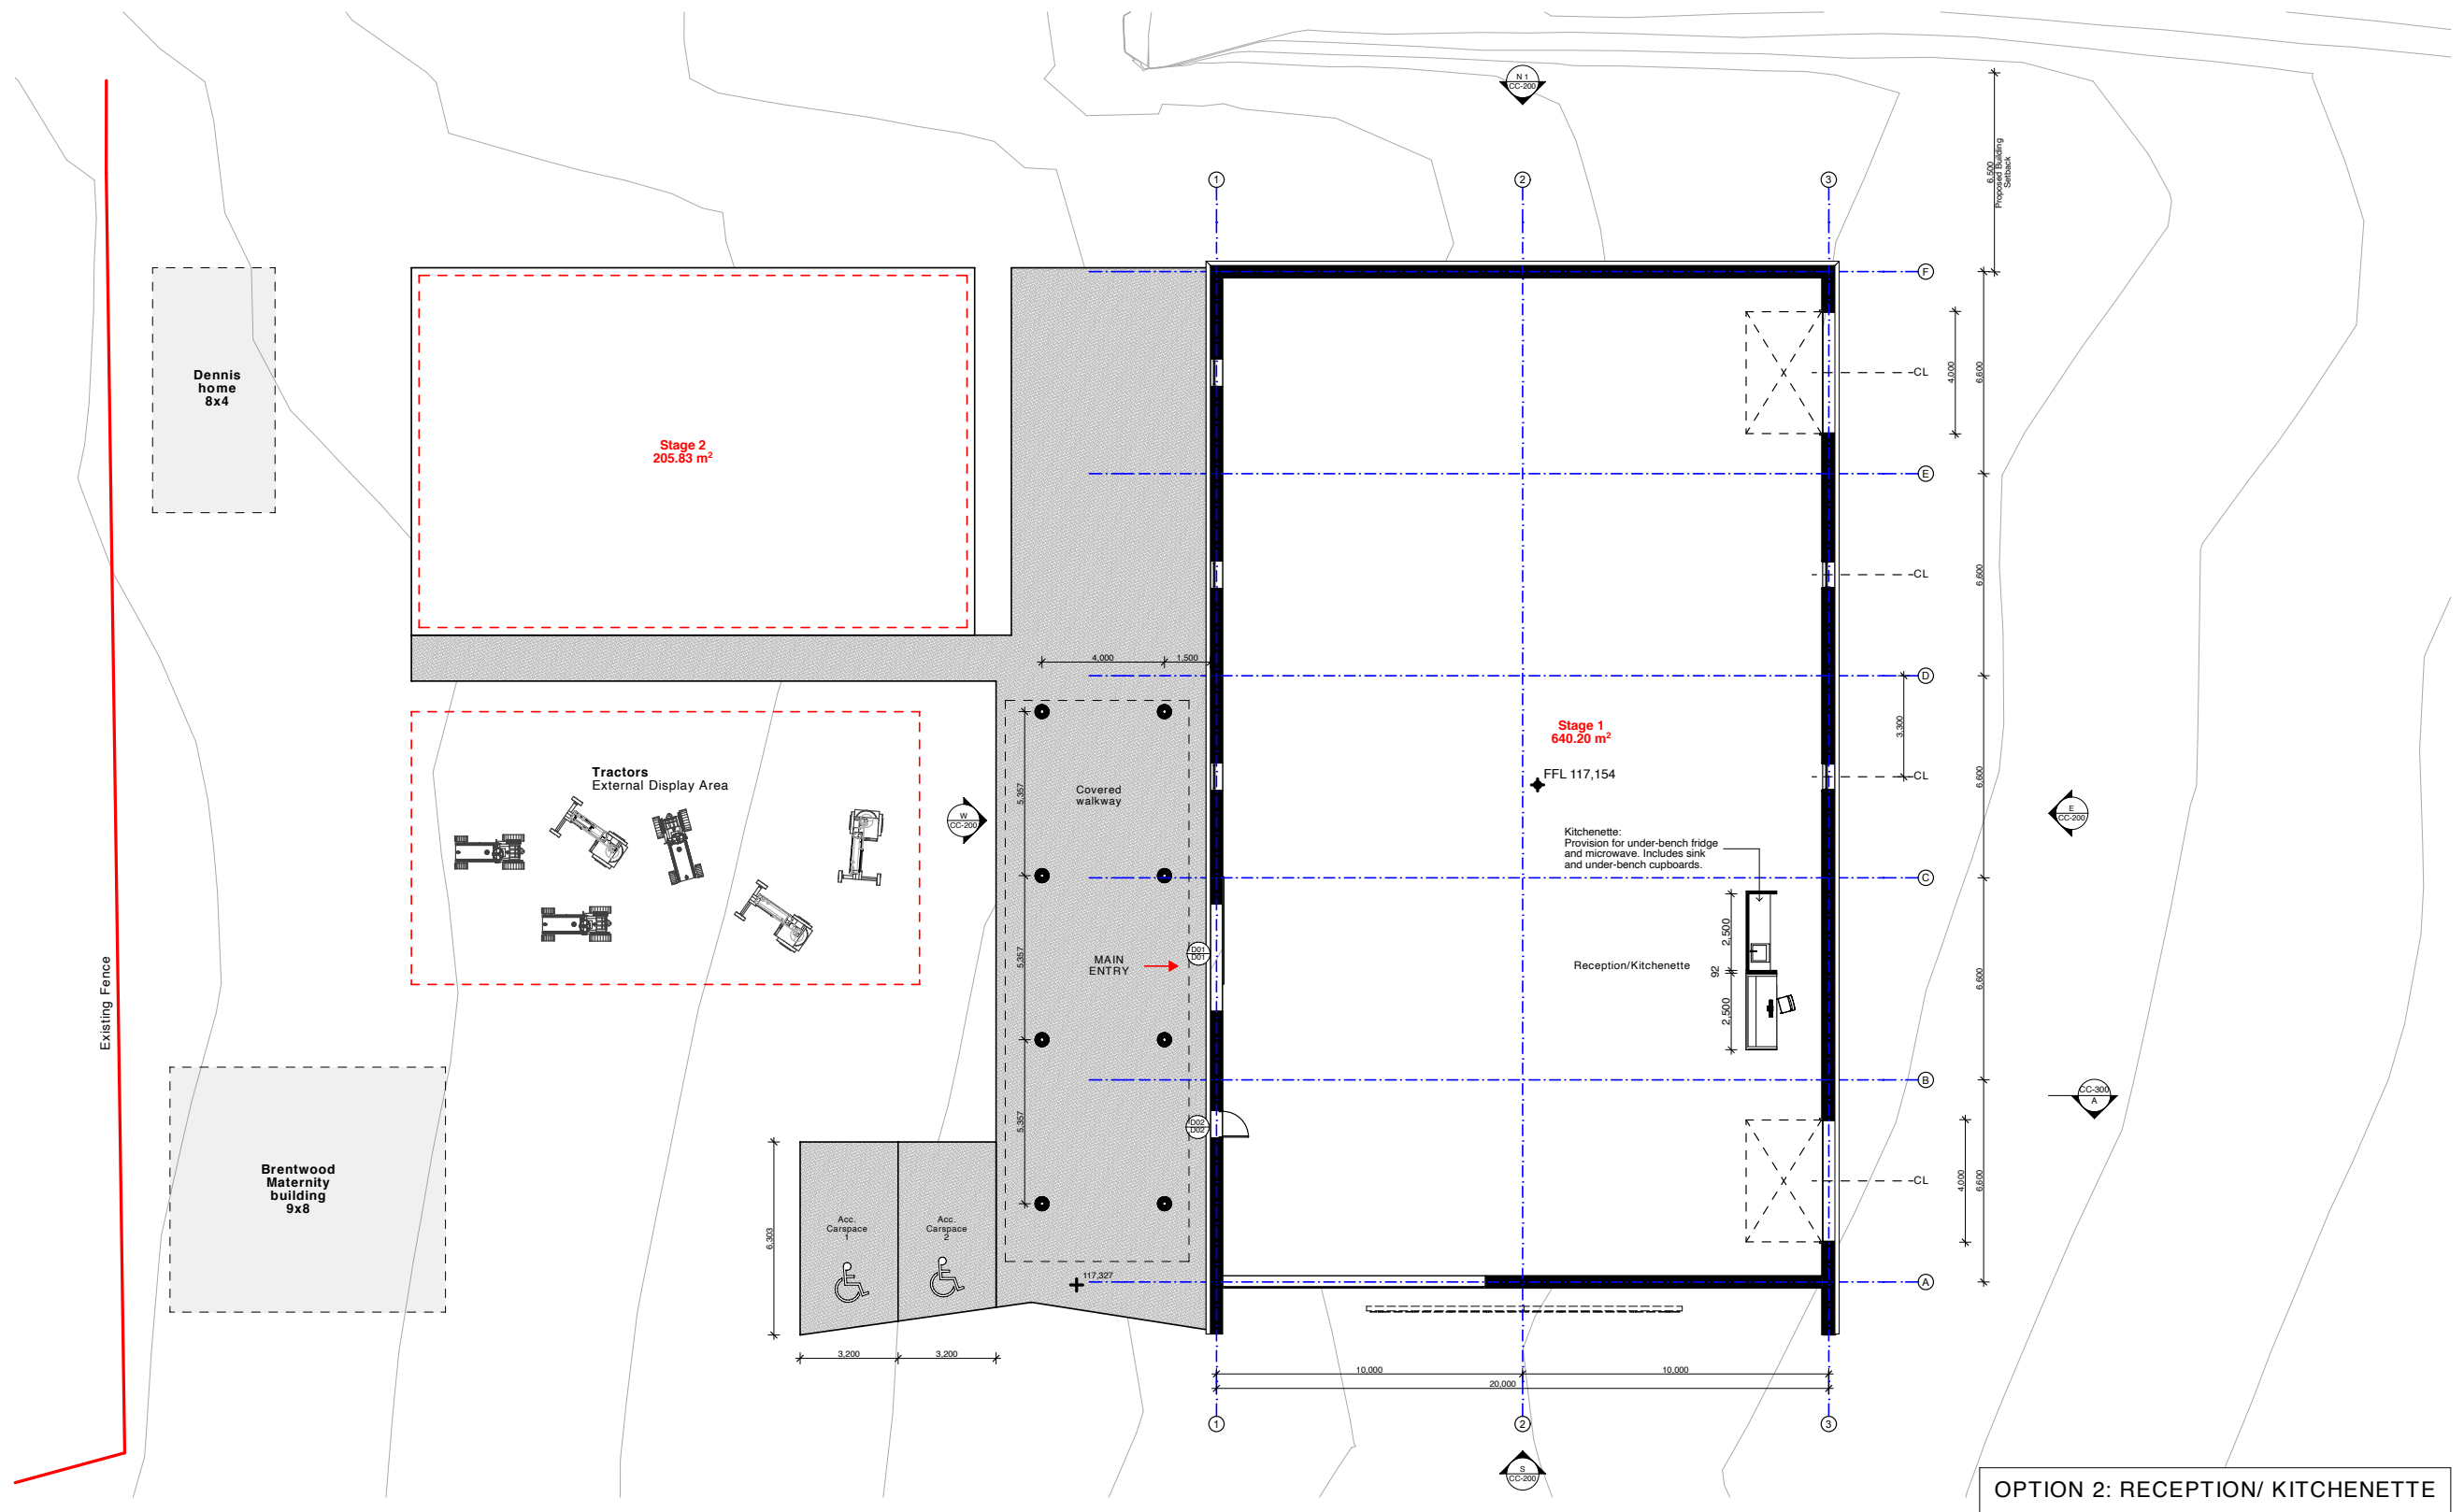 N 1
CC-200
6,500
Proposed Building
Setback
1
2
3
F
Dennis
home
8x4
CL
4,000
6,600
Stage 2
205.83 m²
E
CL
6,600
4,000
1,500
D
Stage 1
640.20 m²
3,300
FFL 117,154
CL
6,600
Tractors
External Display Area
5,357
Covered
walkway
W
CC-200
E
CC-200
Kitchenette:
Provision for under-bench fridge
and microwave. Includes sink
and under-bench cupboards.
C
2,500
92
2,500
Reception/Kitchenette
MAIN
ENTRY
D01
D01
5,357
6,600
Existing Fence
B
CC-300
A
D02
D02
5,357
Brentwood
Maternity
building
9x8
Acc.
Carspace
1
Acc.
Carspace
2
6,303
CL
4,000
6,600
117,327
A
3,200
3,200
10,000
10,000
20,000
1
2
3
S
CC-200
OPTION 2: RECEPTION/ KITCHENETTE